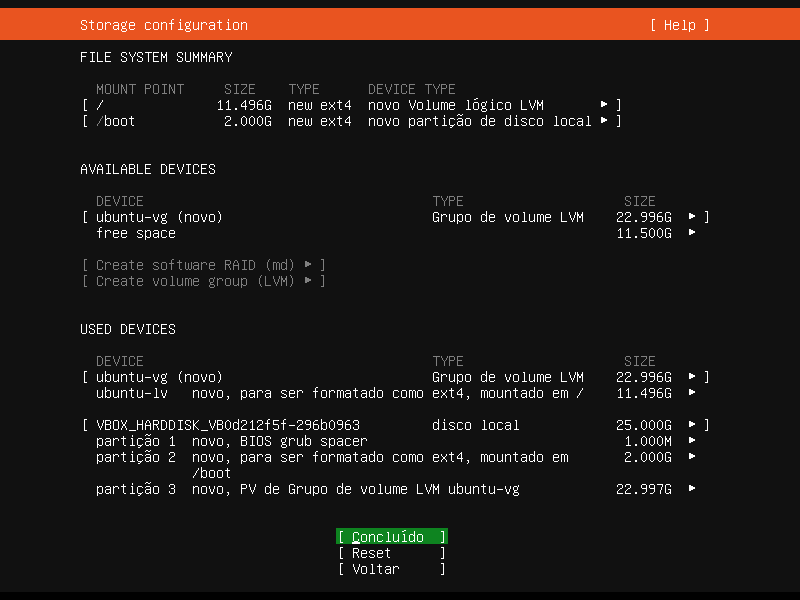 Storage configuration [ Help ]
FILE SYSTEM SUMMARY
MOUNT POINT SIZE TYPE DEVICE TYPE
[ / 11.496G new ext4 novo Volume lógico LVM ▸ ]
[ /boot 2.000G new ext4 novo partição de disco local ▸ ]
AVAILABLE DEVICES
DEVICE TYPE SIZE
[ ubuntu-vg (novo) Grupo de volume LVM 22.996G ▸ ]
free space 11.500G ▸
[ Create software RAID (md) ▸ ]
[ Create volume group (LVM) ▸ ]
USED DEVICES
DEVICE TYPE SIZE
[ ubuntu-vg (novo) Grupo de volume LVM 22.996G ▸ ]
ubuntu-lv novo, para ser formatado como ext4, mountado em / 11.496G ▸
[ VBOX_HARDDISK_VB0d212f5f-296b0963 disco local 25.000G ▸ ]
partição 1 novo, BIOS grub spacer 1.000M ▸
partição 2 novo, para ser formatado como ext4, mountado em 2.000G ▸
/boot
partição 3 novo, PV de Grupo de volume LVM ubuntu-vg 22.997G ▸
[ Concluído ]
[ Reset ]
[ Voltar ]